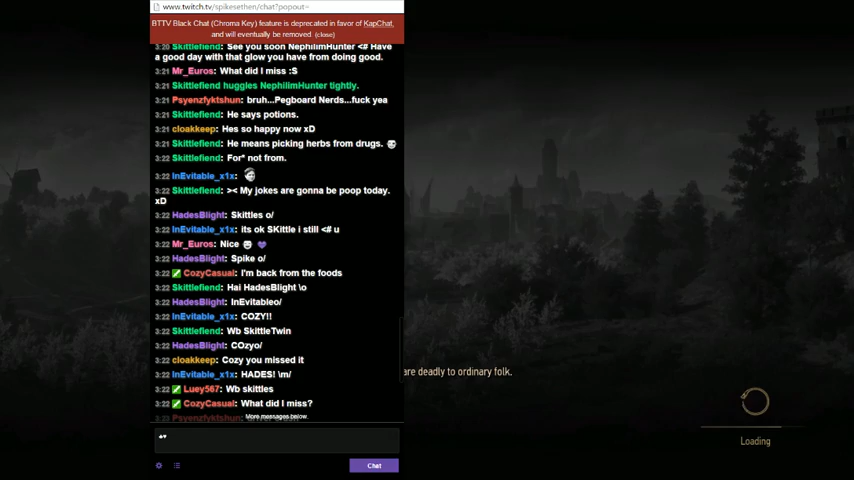 www.twitch.tv/spikesethen/chat?popout=
BTTV Black Chat (Chroma Key) feature is deprecated in favor of KapChat,
and will eventually be removed. (close)
3:20 Skittlefiend: See you soon NephilimHunter <# Have
a good day with that glow you have from doing good.
3:21 Mr_Euros: What did I miss :S
3:21 Skittlefiend huggles NephilimHunter tightly.
3:21 Psyenzfyktshun: bruh...Pegboard Nerds...fuck yea
3:21 Skittlefiend: He says potions.
3:21 cloakkeep: Hes so happy now xD
3:21 Skittlefiend: He means picking herbs from drugs.
3:22 Skittlefiend: For* not from.
3:22 InEvitable_x1x:
3:22 Skittlefiend: >< My jokes are gonna be poop today.
xD
3:22 HadesBlight: Skittles o/
3:22 InEvitable_x1x: its ok SKittle i still <# u
3:22 Mr_Euros: Nice
3:22 HadesBlight: Spike o/
3:22 CozyCasual: I'm back from the foods
3:22 Skittlefiend: Hai HadesBlight \o
3:22 HadesBlight: InEvitableo/
3:22 InEvitable_x1x: COZY!!
3:22 Skittlefiend: Wb SkittleTwin
3:22 HadesBlight: COzyo/
3:22 cloakkeep: Cozy you missed it
3:22 InEvitable_x1x: HADES! \m/
3:22 Luey567: Wb skittles
3:22 CozyCasual: What did I miss?
More messages below.
3:23 Psyenzfyktshun:
Chat
are deadly to ordinary folk.
Loading